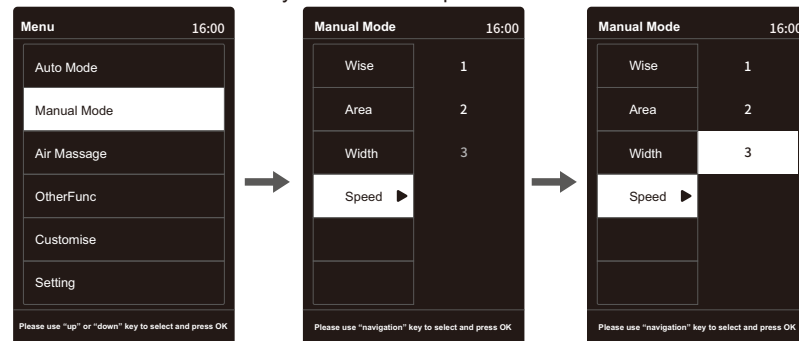 Menu 16:00
Auto Mode
Manual Mode
Air Massage
OtherFunc
Customise
Setting
Please use “up” or “down” key to select and press OK
Manual Mode 16:00
Wise 1
Area 2
Width 3
Speed
Please use “navigation” key to select and press OK
Manual Mode 16:00
Wise 1
Area 2
Width 3
Speed
Please use “navigation” key to select and press OK